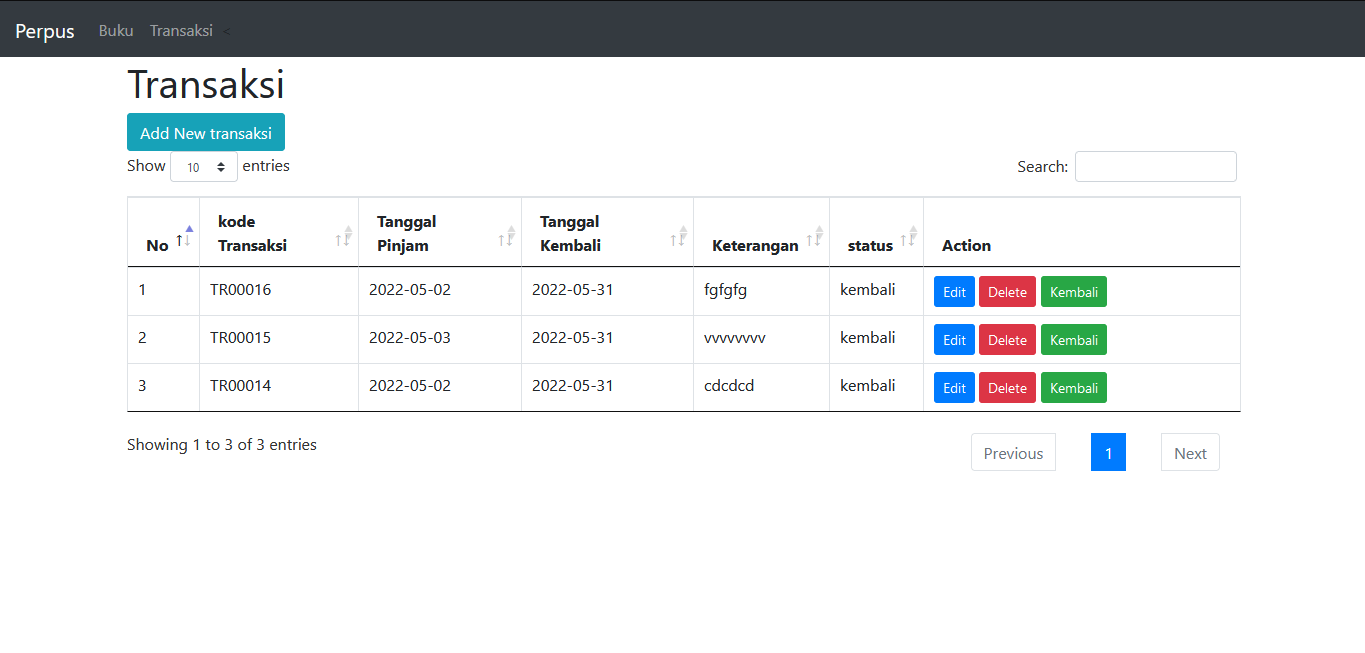 Perpus Buku Transaksi <
Transaksi
Add New transaksi
Show 10 entries Search:
No kode Transaksi Tanggal Pinjam Tanggal Kembali Keterangan status Action
1 TR00016 2022-05-02 2022-05-31 fgfgfg kembali Edit Delete Kembali
2 TR00015 2022-05-03 2022-05-31 vvvvvvvv kembali Edit Delete Kembali
3 TR00014 2022-05-02 2022-05-31 cdcdcd kembali Edit Delete Kembali
Showing 1 to 3 of 3 entries Previous 1 Next